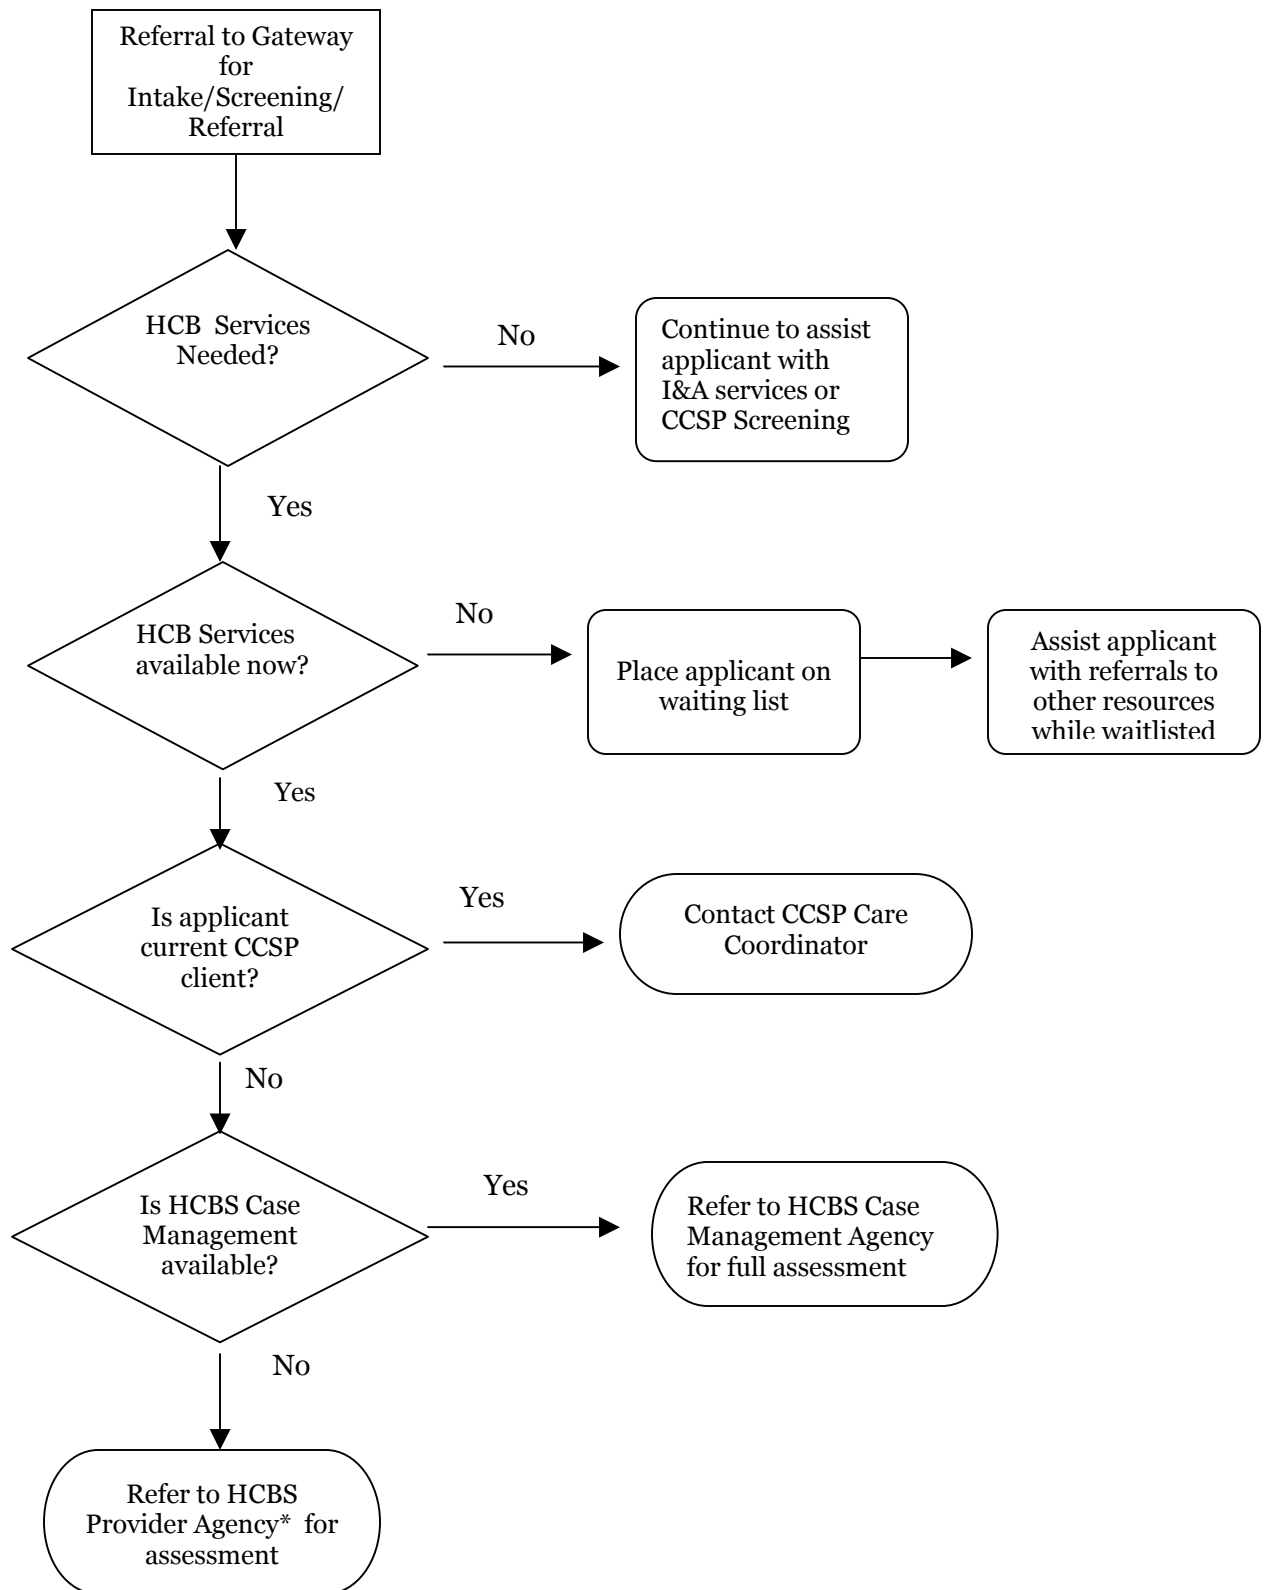 Referral to Gateway
for
Intake/Screening/
Referral
HCB  Services
Needed?
No
Continue to assist
applicant with
I&A services or
CCSP Screening
Yes
HCB Services
available now?
No
Place applicant on
waiting list
Assist applicant
with referrals to
other resources
while waitlisted
Yes
Is applicant
current CCSP
client?
Yes
Contact CCSP Care
Coordinator
No
Is HCBS Case
Management
available?
Yes
Refer to HCBS Case
Management Agency
for full assessment
No
Refer to HCBS
Provider Agency*  for
assessment